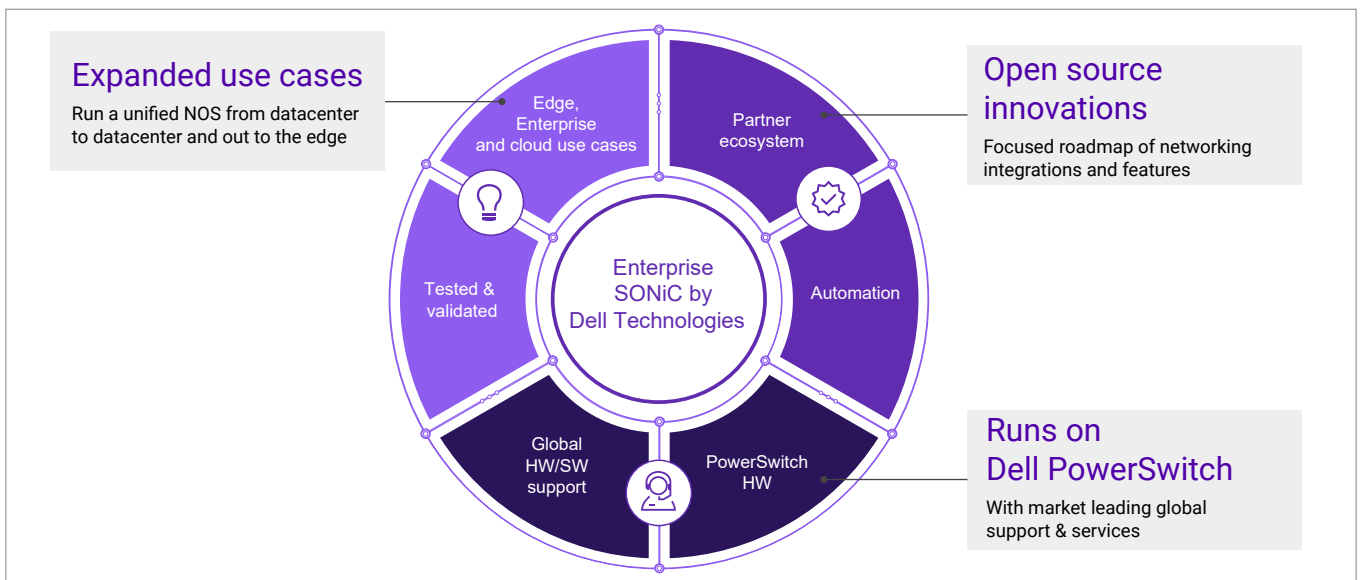 Expanded use cases
Run a unified NOS from datacenter
to datacenter and out to the edge
Edge,
Enterprise
and cloud use cases
Partner
ecosystem
Open source
innovations
Focused roadmap of networking
integrations and features
Tested &
validated
Enterprise
SONiC by
Dell Technologies
Automation
Global
HW/SW
support
PowerSwitch
HW
Runs on
Dell PowerSwitch
With market leading global
support & services